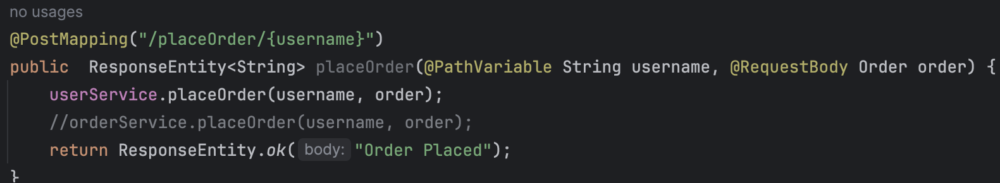 no usages
@PostMapping("/placeOrder/{username}")
public  ResponseEntity<String> placeOrder(@PathVariable String username, @RequestBody Order order) {
    userService.placeOrder(username, order);
    //orderService.placeOrder(username, order);
    return ResponseEntity.ok( body: "Order Placed");
}